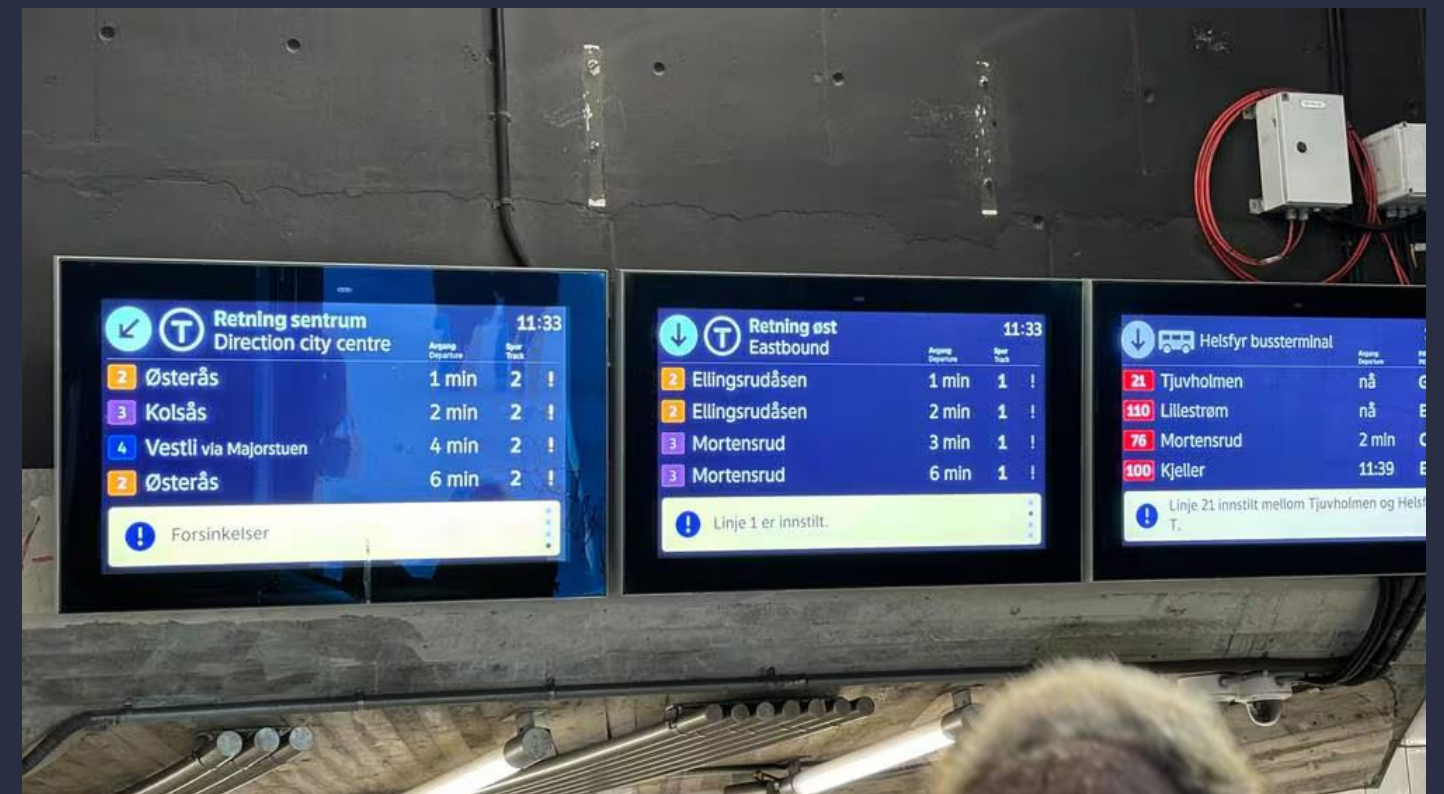 Retning sentrum
Direction city centre
11:33
Avgang
Departure
Spor
Track
2 Østerås 1 min 2 !
3 Kolsås 2 min 2 !
4 Vestli via Majorstuen 4 min 2 !
2 Østerås 6 min 2 !
! Forsinkelser
T Retning øst
Eastbound
11:33
Avgang
Departure
Spor
Track
2 Ellingsrudåsen 1 min 1 !
2 Ellingsrudåsen 2 min 1 !
3 Mortensrud 3 min 1 !
3 Mortensrud 6 min 1 !
! Linje 1 er innstilt.
Helsfyr bussterminal
Avgang
Departure
21 Tjuvholmen nå
110 Lillestrøm nå
76 Mortensrud 2 min
100 Kjeller 11:39
! Linje 21 innstilt mellom Tjuvholmen og Helsf
T.